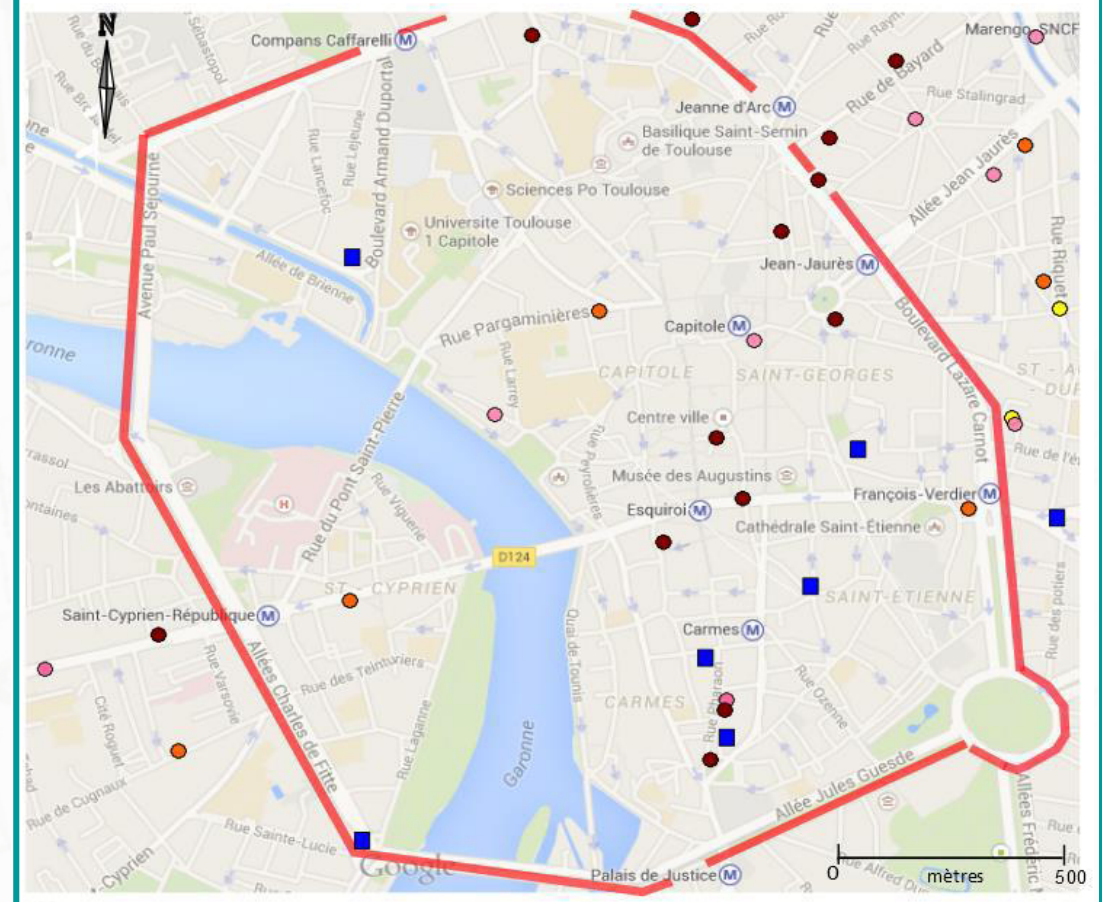 N
Compans Caffarelli M
Marengo-SNCF
Rue de Bayard
Rue Stalingrad
Jeanne d'Arc M
Basilique Saint-Sernin
de Toulouse
Allée Jean Jaurès
Rue Lancefoc
Rue Lejeune
Boulevard Armand Duportal
Avenue Paul Séjourné
Sciences Po Toulouse
Universite Toulouse
1 Capitole
Allée de Brienne
Jean-Jaurès M
Rue Riquet
Rue Pargaminières
Capitole M
Boulevard Lazare Carnot
Rue Larrey
CAPITOLE
SAINT-GEORGES
Rue du Pont Saint-Pierre
Centre ville
Rue Peyrolières
Les Abattoirs
H
Rue Viguerie
Musée des Augustins
François-Verdier M
Esquirol M
Cathédrale Saint-Étienne
D124
ST - CYPRIEN
SAINT-ETIENNE
Rue des potiers
Saint-Cyprien-République M
Carmes M
Quai de Tounis
Rue Varsovie
Allées Charles de Fitte
Rue des Teinturiers
CARMES
Rue Pharaon
Rue Ozenne
Cité Roguet
Rue Laganne
Garonne
Allée Jules Guesde
Rue de Cugnaux
Rue Sainte-Lucie
Google
Palais de Justice M
0 mètres 500